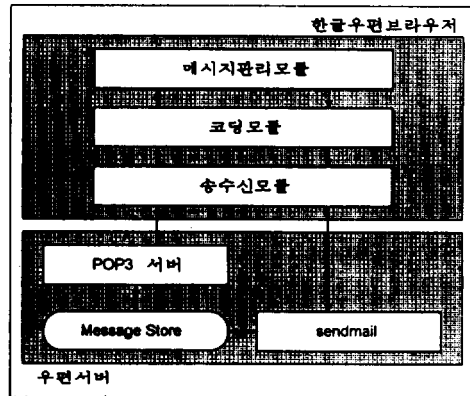 한글우편브라우저
메시지관리모듈
코딩모듈
송수신모듈
POP3 서버
Message Store
sendmail
우편서버